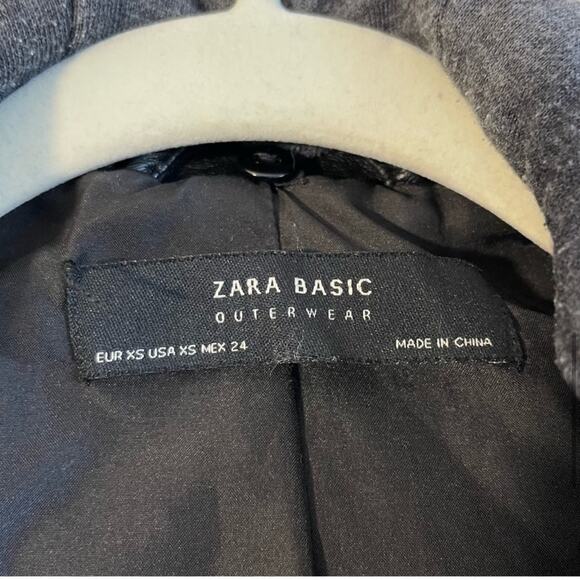 ZARA BASIC
OUTERWEAR
EUR XS USA XS MEX 24
MADE IN CHINA